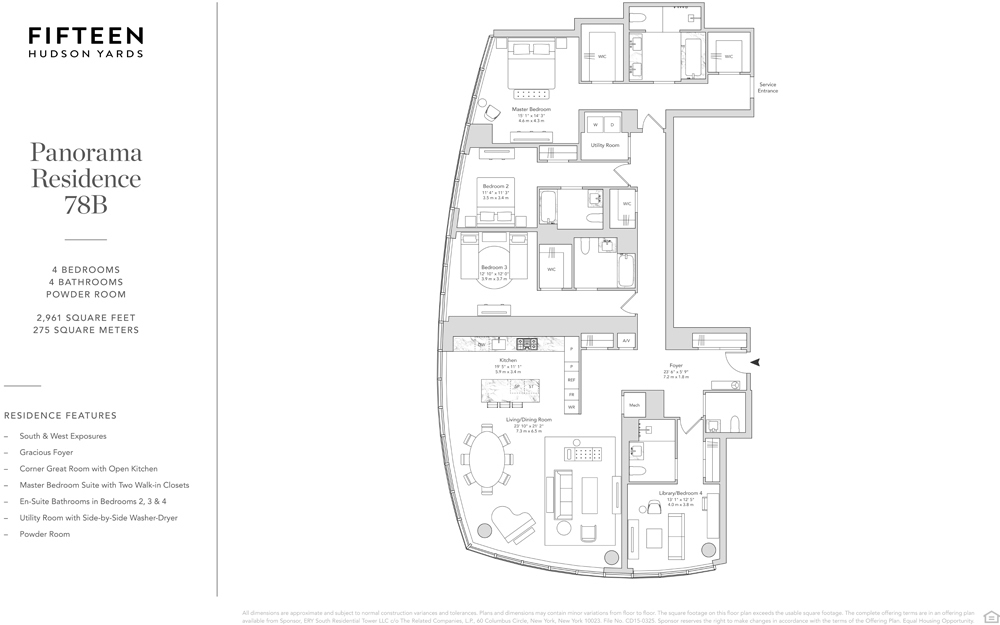 FIFTEEN
HUDSON YARDS
Panorama
Residence
78B
4 BEDROOMS
4 BATHROOMS
POWDER ROOM
2,961 SQUARE FEET
275 SQUARE METERS
RESIDENCE FEATURES
– South & West Exposures
– Gracious Foyer
– Corner Great Room with Open Kitchen
– Master Bedroom Suite with Two Walk-in Closets
– En-Suite Bathrooms in Bedrooms 2, 3 & 4
– Utility Room with Side-by-Side Washer-Dryer
– Powder Room
WIC
WIC
Service
Entrance
Master Bedroom
15' 1" x 14' 3"
4.6 m x 4.3 m
W D
Utility Room
Bedroom 2
11' 4" x 11' 3"
3.5 m x 3.4 m
WIC
Bedroom 3
12' 10" x 12' 0"
3.9 m x 3.7 m
WIC
DW
P
A/V
Kitchen
19' 5" x 11' 1"
5.9 m x 3.4 m
P
REF
SP ST
FR
WR
Foyer
23' 6" x 5' 9"
7.2 m x 1.8 m
Mech
Living/Dining Room
23' 10" x 21' 2"
7.3 m x 6.5 m
Library/Bedroom 4
13' 1" x 12' 5"
4.0 m x 3.8 m
All dimensions are approximate and subject to normal construction variances and tolerances. Plans and dimensions may contain minor variations from floor to floor. The square footage on this floor plan exceeds the usable square footage. The complete offering terms are in an offering plan
available from Sponsor, ERY South Residential Tower LLC c/o The Related Companies, L.P., 60 Columbus Circle, New York, New York 10023. File No. CD15-0325. Sponsor reserves the right to make changes in accordance with the terms of the Offering Plan. Equal Housing Opportunity.